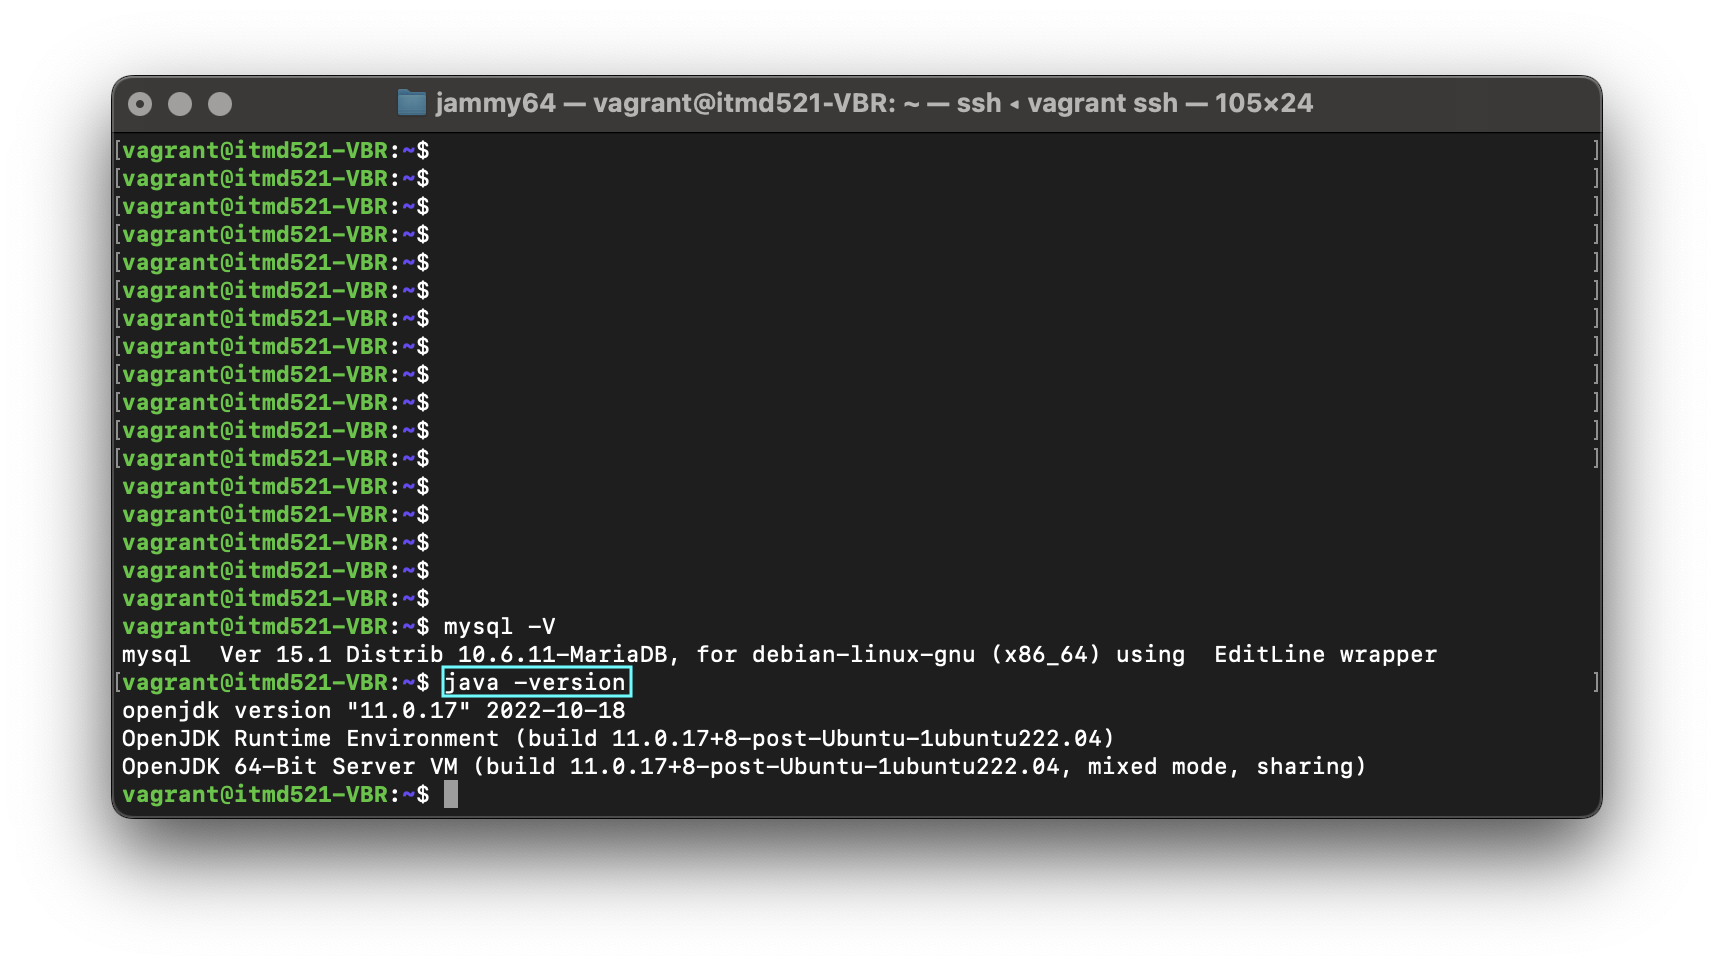 jammy64 — vagrant@itmd521-VBR: ~ — ssh ◂ vagrant ssh — 105×24
[vagrant@itmd521-VBR:~$ ]
[vagrant@itmd521-VBR:~$ ]
[vagrant@itmd521-VBR:~$ ]
[vagrant@itmd521-VBR:~$ ]
[vagrant@itmd521-VBR:~$ ]
[vagrant@itmd521-VBR:~$ ]
[vagrant@itmd521-VBR:~$ ]
[vagrant@itmd521-VBR:~$ ]
[vagrant@itmd521-VBR:~$ ]
[vagrant@itmd521-VBR:~$ ]
[vagrant@itmd521-VBR:~$ ]
[vagrant@itmd521-VBR:~$ ]
vagrant@itmd521-VBR:~$
vagrant@itmd521-VBR:~$
vagrant@itmd521-VBR:~$
vagrant@itmd521-VBR:~$
vagrant@itmd521-VBR:~$
vagrant@itmd521-VBR:~$ mysql -V
mysql  Ver 15.1 Distrib 10.6.11-MariaDB, for debian-linux-gnu (x86_64) using  EditLine wrapper
[vagrant@itmd521-VBR:~$ java -version ]
openjdk version "11.0.17" 2022-10-18
OpenJDK Runtime Environment (build 11.0.17+8-post-Ubuntu-1ubuntu222.04)
OpenJDK 64-Bit Server VM (build 11.0.17+8-post-Ubuntu-1ubuntu222.04, mixed mode, sharing)
vagrant@itmd521-VBR:~$